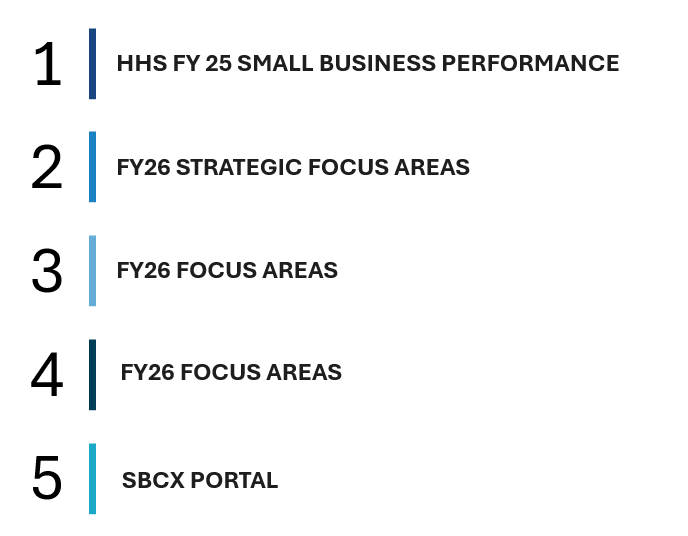 1 HHS FY 25 SMALL BUSINESS PERFORMANCE
2 FY26 STRATEGIC FOCUS AREAS
3 FY26 FOCUS AREAS
4 FY26 FOCUS AREAS
5 SBCX PORTAL